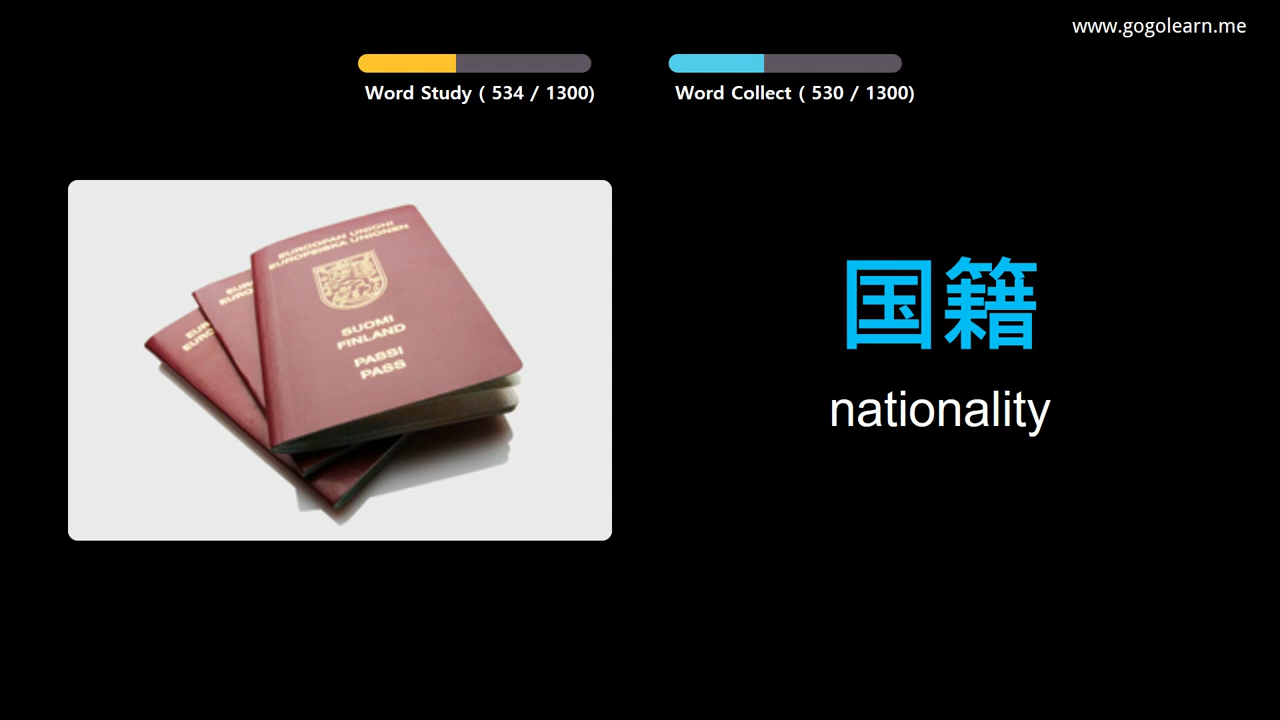 www.gogolearn.me
Word Study ( 534 / 1300)
Word Collect ( 530 / 1300)
EUROOPAN UNIONI
EUROPEISKA UNIONEN
SUOMI
FINLAND
PASSI
PASS
国籍
nationality